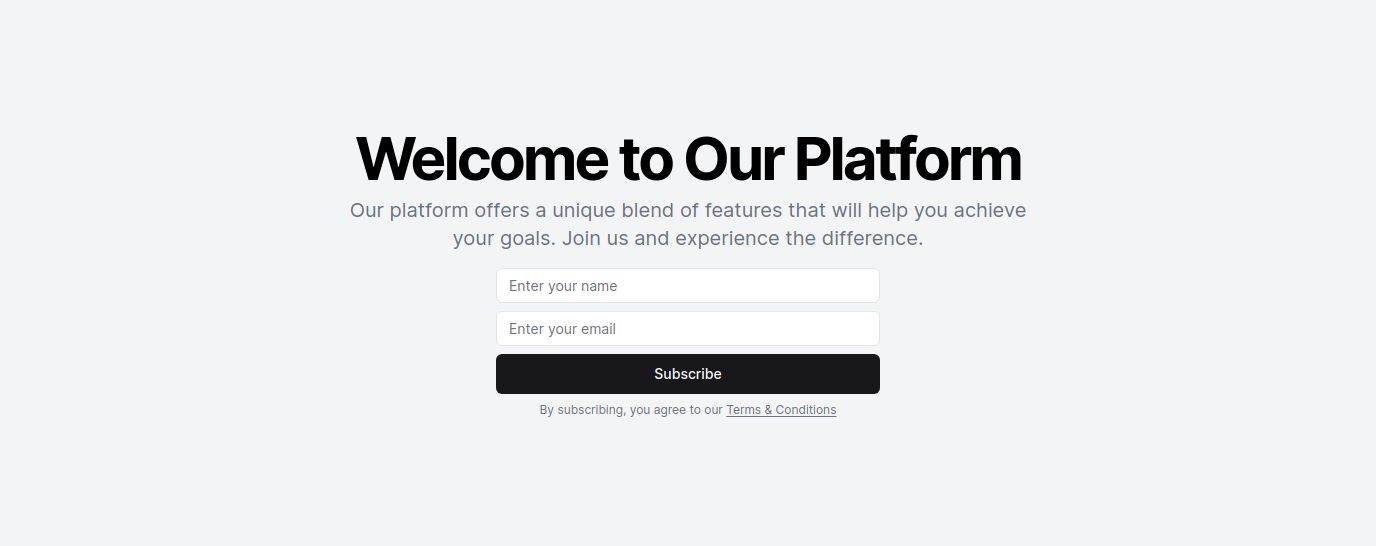 Welcome to Our Platform
Our platform offers a unique blend of features that will help you achieve
your goals. Join us and experience the difference.
Enter your name
Enter your email
Subscribe
By subscribing, you agree to our Terms & Conditions